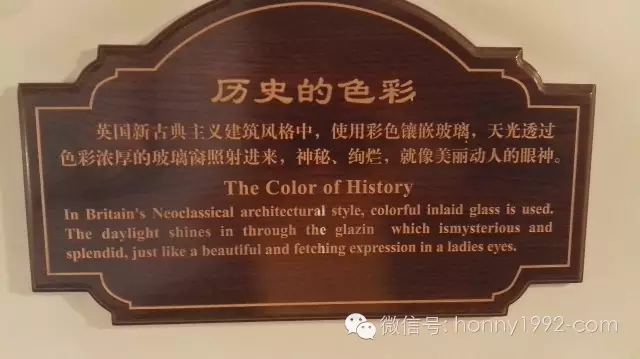 历史的色彩
英国新古典主义建筑风格中，使用彩色镶嵌玻璃，天光透过
色彩浓厚的玻璃窗照射进来，神秘、绚烂，就像美丽动人的眼神。
The Color of History
In Britain's Neoclassical architectural style, colorful inlaid glass is used.
The daylight shines in through the glazin which ismysterious and
splendid, just like a beautiful and fetching expression in a ladies eyes.
微信号: honny1992-com